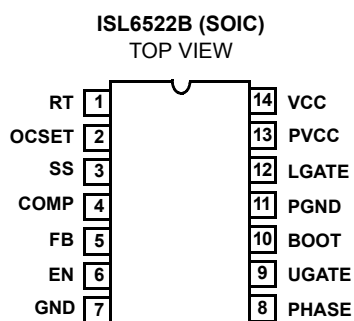 ISL6522B (SOIC)
TOP VIEW
RT 1 14 VCC
OCSET 2 13 PVCC
SS 3 12 LGATE
COMP 4 11 PGND
FB 5 10 BOOT
EN 6 9 UGATE
GND 7 8 PHASE